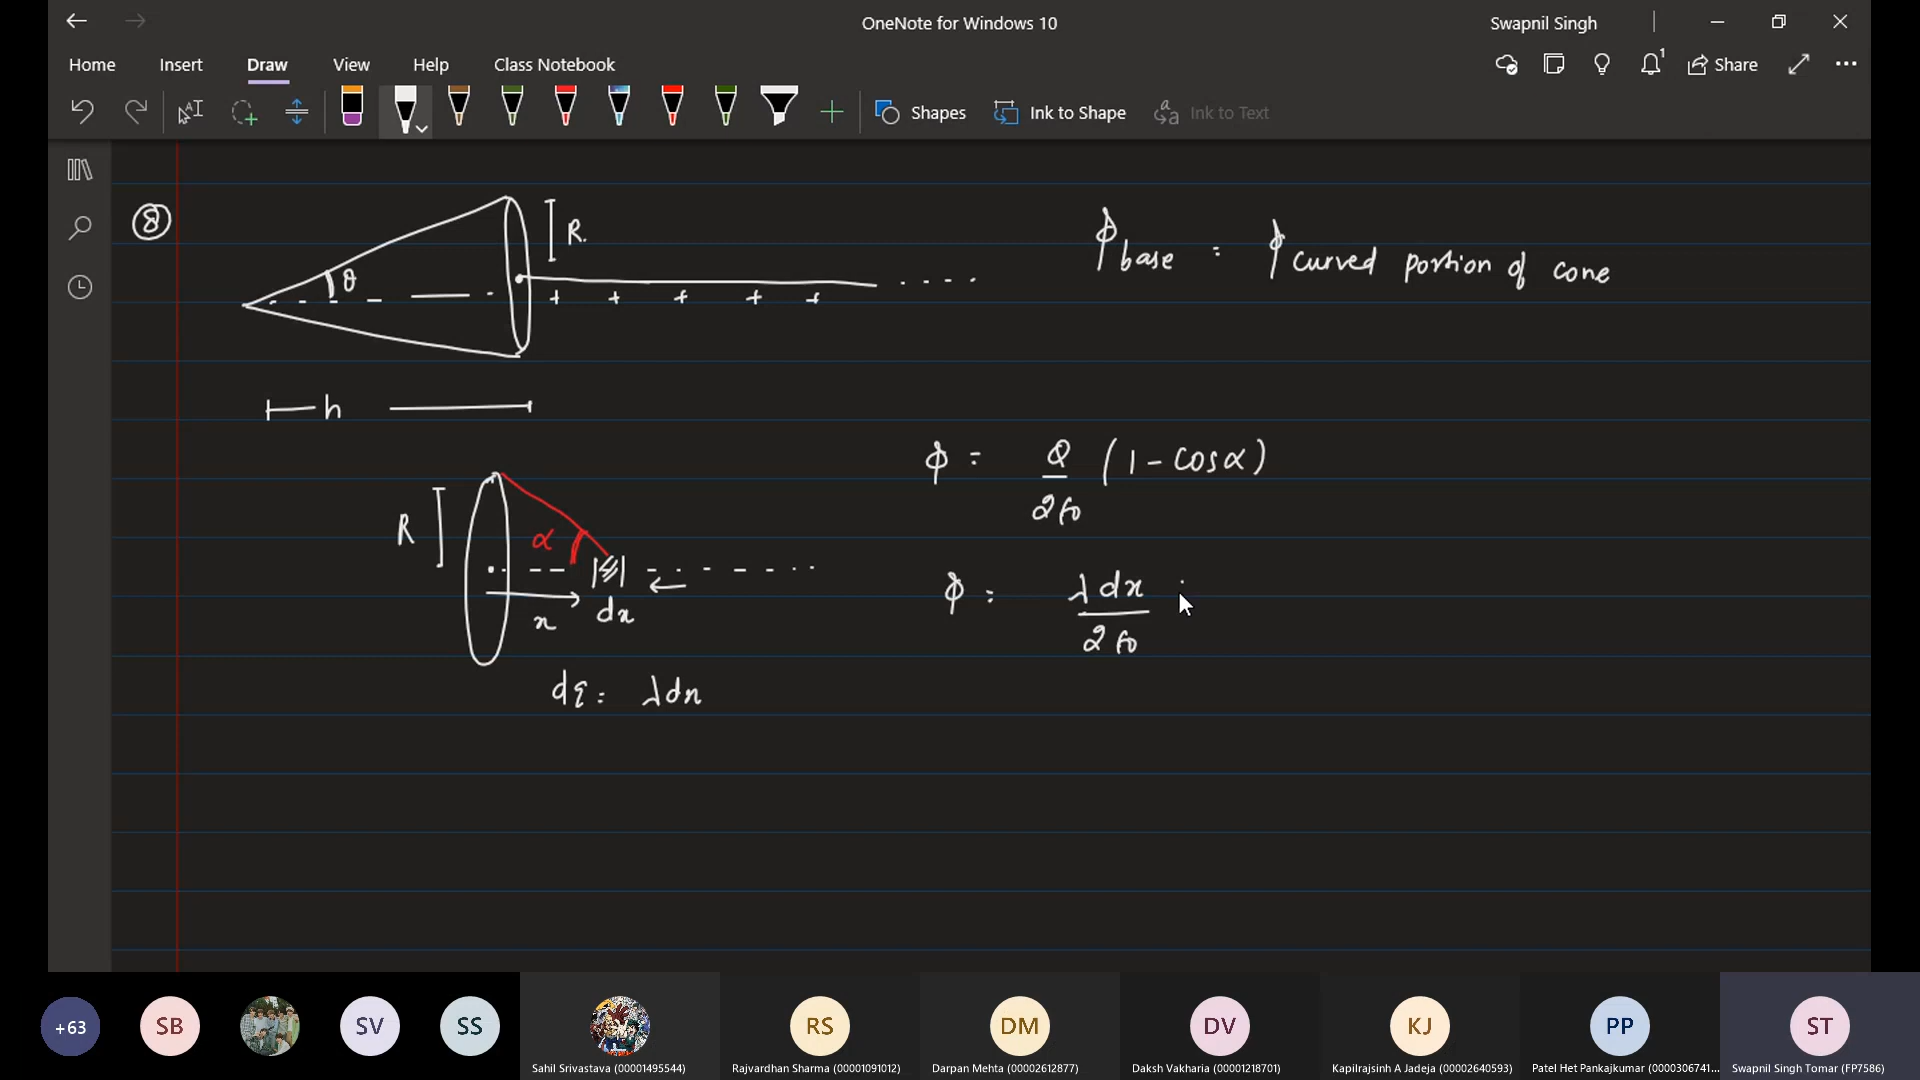 OneNote for Windows 10
Swapnil Singh
Home Insert Draw View Help Class Notebook
Share
Shapes Ink to Shape Ink to Text
8
R.
θ
ϕ base = ϕ curved portion of cone
+ + + + +
h
ϕ = Q/2ε0 (1 - cosα)
R
α
x dx
ϕ = λdx/2ε0
dq = λdx
+63 SB SV SS RS DM DV KJ PP ST
Sahil Srivastava (00001495544) Rajvardhan Sharma (00001091012) Darpan Mehta (00002612877) Daksh Vakharia (00001218701) Kapilrajsinh A Jadeja (00002640593) Patel Het Pankajkumar (0000306741... Swapnil Singh Tomar (FP7586)